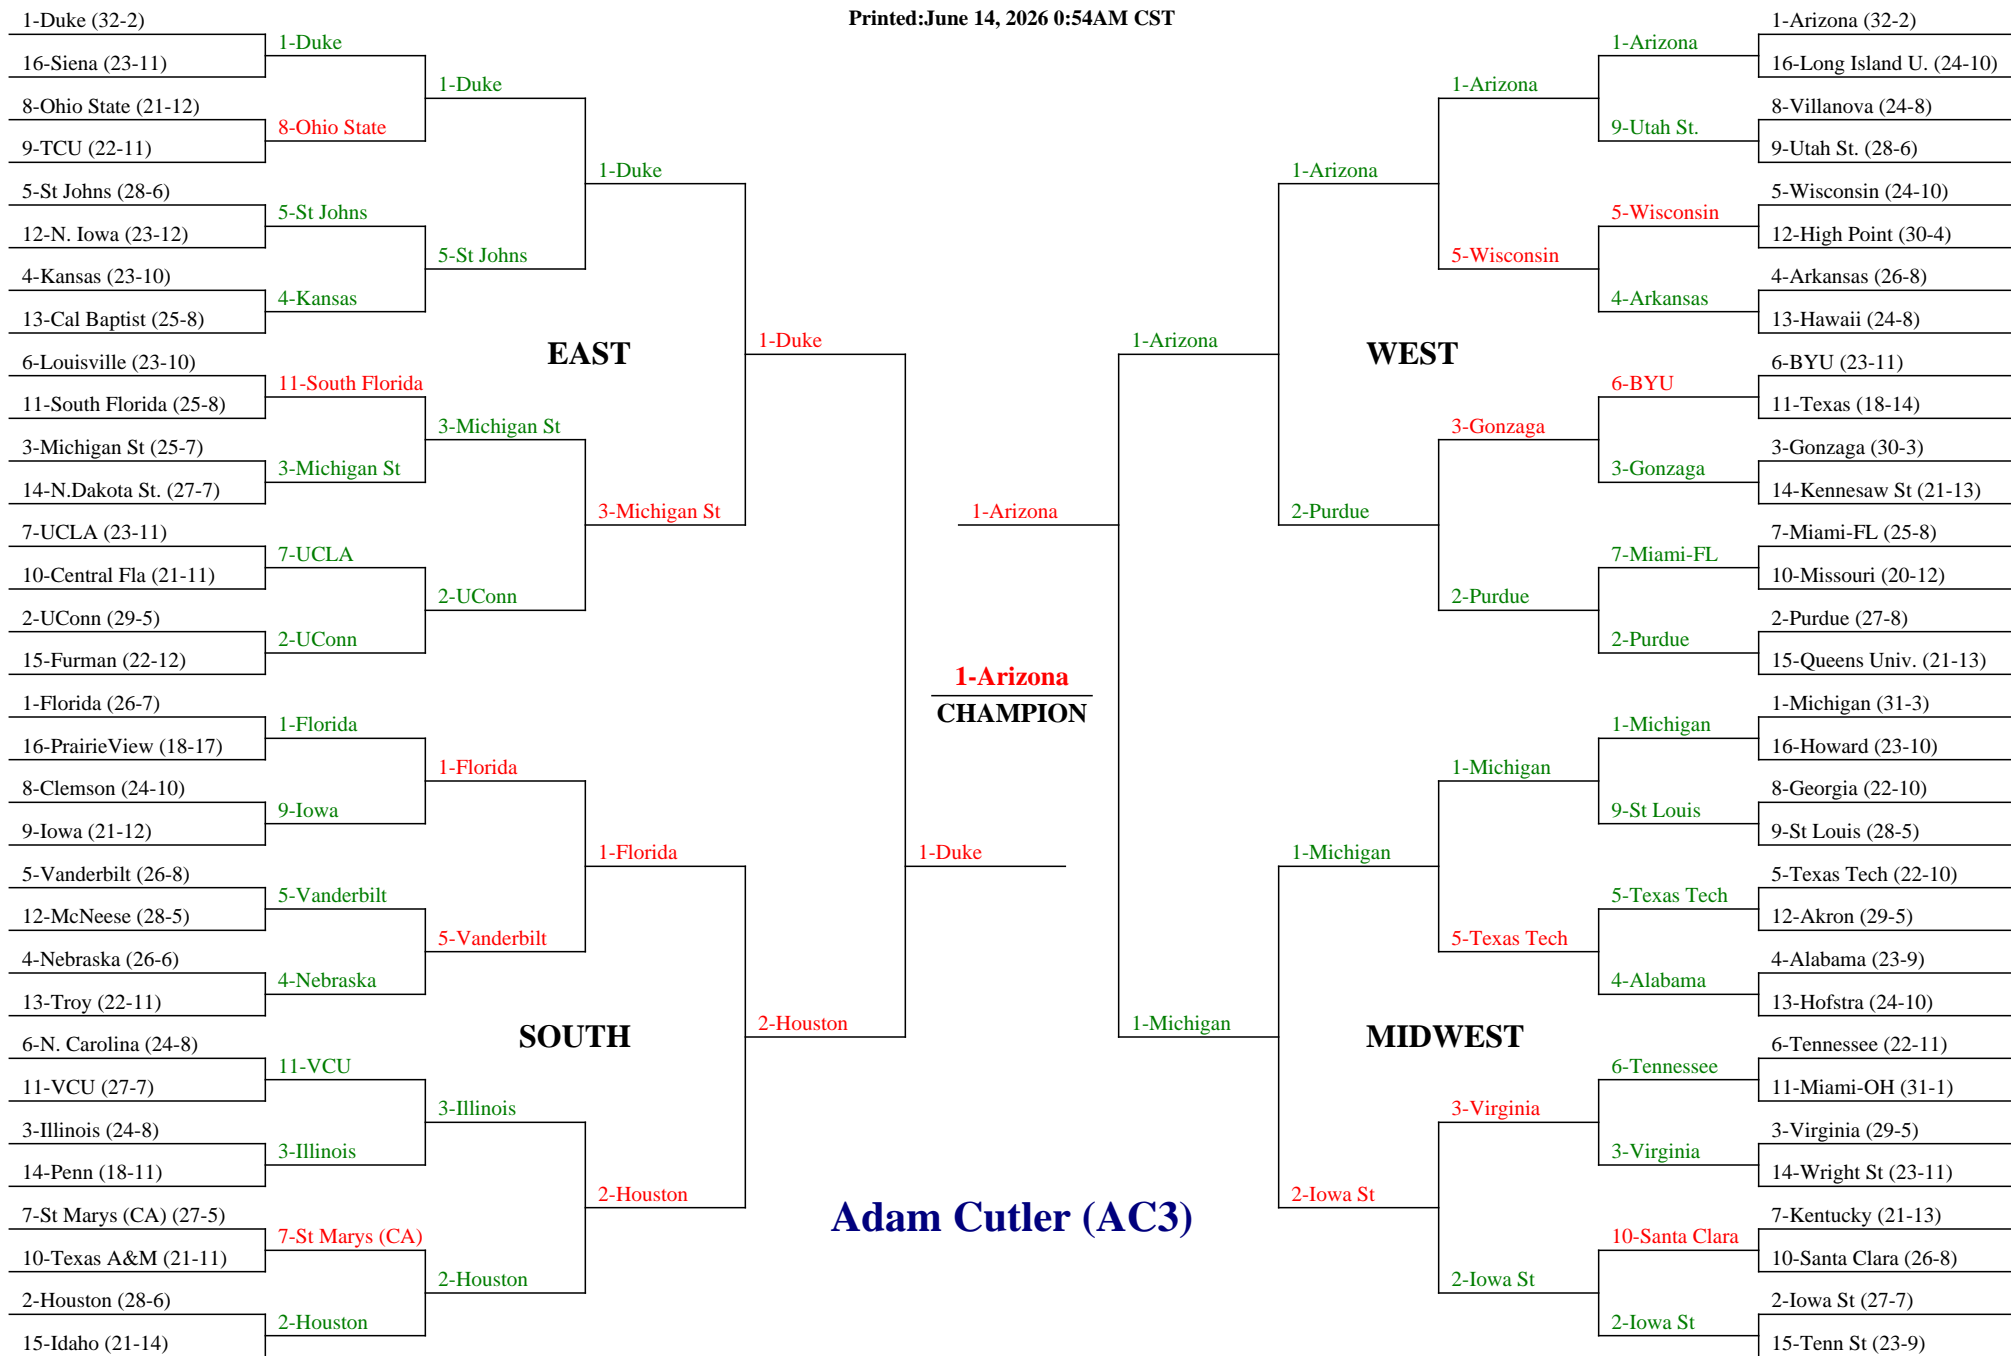 Printed:June 14, 2026 0:54AM CST
1-Duke (32-2)
16-Siena (23-11)
8-Ohio State (21-12)
9-TCU (22-11)
5-St Johns (28-6)
12-N. Iowa (23-12)
4-Kansas (23-10)
13-Cal Baptist (25-8)
6-Louisville (23-10)
11-South Florida (25-8)
3-Michigan St (25-7)
14-N.Dakota St. (27-7)
7-UCLA (23-11)
10-Central Fla (21-11)
2-UConn (29-5)
15-Furman (22-12)
1-Florida (26-7)
16-PrairieView (18-17)
8-Clemson (24-10)
9-Iowa (21-12)
5-Vanderbilt (26-8)
12-McNeese (28-5)
4-Nebraska (26-6)
13-Troy (22-11)
6-N. Carolina (24-8)
11-VCU (27-7)
3-Illinois (24-8)
14-Penn (18-11)
7-St Marys (CA) (27-5)
10-Texas A&M (21-11)
2-Houston (28-6)
15-Idaho (21-14)
1-Duke
8-Ohio State
5-St Johns
4-Kansas
11-South Florida
3-Michigan St
7-UCLA
2-UConn
1-Florida
9-Iowa
5-Vanderbilt
4-Nebraska
11-VCU
3-Illinois
7-St Marys (CA)
2-Houston
1-Duke
5-St Johns
3-Michigan St
2-UConn
1-Florida
5-Vanderbilt
3-Illinois
2-Houston
EAST
SOUTH
1-Duke
3-Michigan St
1-Florida
2-Houston
1-Duke
2-Houston
1-Duke
1-Arizona
1-Arizona
CHAMPION
Adam Cutler (AC3)
1-Arizona
1-Michigan
1-Arizona
2-Purdue
1-Michigan
2-Iowa St
WEST
MIDWEST
1-Arizona
5-Wisconsin
3-Gonzaga
2-Purdue
1-Michigan
5-Texas Tech
3-Virginia
2-Iowa St
1-Arizona
9-Utah St.
5-Wisconsin
4-Arkansas
6-BYU
3-Gonzaga
7-Miami-FL
2-Purdue
1-Michigan
9-St Louis
5-Texas Tech
4-Alabama
6-Tennessee
3-Virginia
10-Santa Clara
2-Iowa St
1-Arizona (32-2)
16-Long Island U. (24-10)
8-Villanova (24-8)
9-Utah St. (28-6)
5-Wisconsin (24-10)
12-High Point (30-4)
4-Arkansas (26-8)
13-Hawaii (24-8)
6-BYU (23-11)
11-Texas (18-14)
3-Gonzaga (30-3)
14-Kennesaw St (21-13)
7-Miami-FL (25-8)
10-Missouri (20-12)
2-Purdue (27-8)
15-Queens Univ. (21-13)
1-Michigan (31-3)
16-Howard (23-10)
8-Georgia (22-10)
9-St Louis (28-5)
5-Texas Tech (22-10)
12-Akron (29-5)
4-Alabama (23-9)
13-Hofstra (24-10)
6-Tennessee (22-11)
11-Miami-OH (31-1)
3-Virginia (29-5)
14-Wright St (23-11)
7-Kentucky (21-13)
10-Santa Clara (26-8)
2-Iowa St (27-7)
15-Tenn St (23-9)